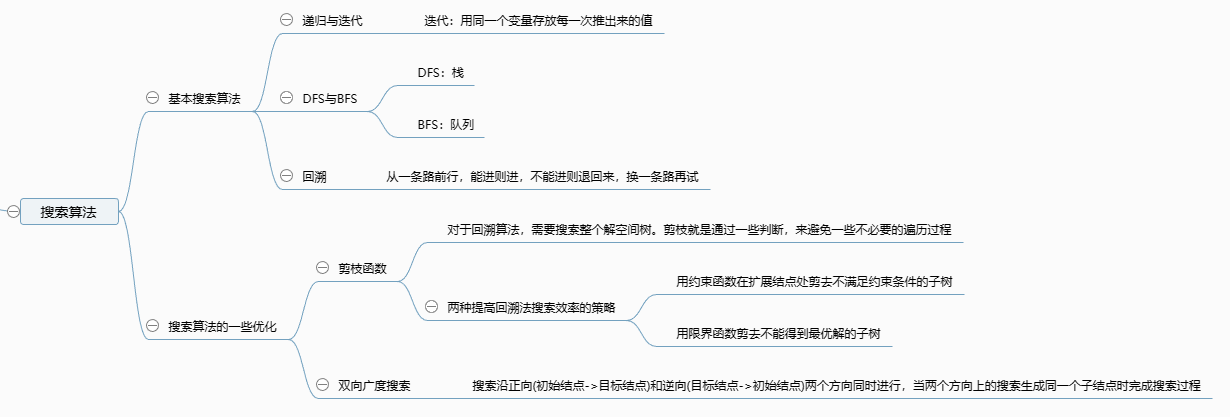 搜索算法
基本搜索算法
递归与迭代
迭代：用同一个变量存放每一次推出来的值
DFS与BFS
DFS：栈
BFS：队列
回溯
从一条路前行，能进则进，不能进则退回来，换一条路再试
搜索算法的一些优化
剪枝函数
对于回溯算法，需要搜索整个解空间树。剪枝就是通过一些判断，来避免一些不必要的遍历过程
两种提高回溯法搜索效率的策略
用约束函数在扩展结点处剪去不满足约束条件的子树
用限界函数剪去不能得到最优解的子树
双向广度搜索
搜索沿正向(初始结点->目标结点)和逆向(目标结点->初始结点)两个方向同时进行，当两个方向上的搜索生成同一个子结点时完成搜索过程